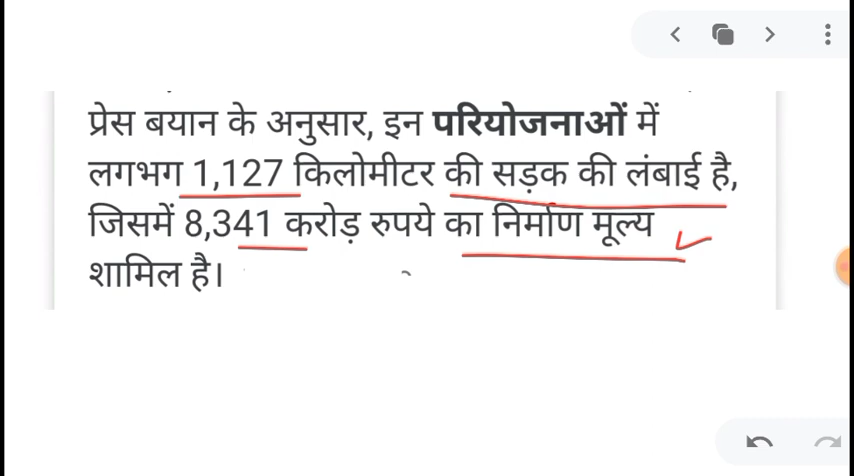 प्रेस बयान के अनुसार, इन परियोजनाओं में
लगभग 1,127 किलोमीटर की सड़क की लंबाई है,
जिसमें 8,341 करोड़ रुपये का निर्माण मूल्य
शामिल है।